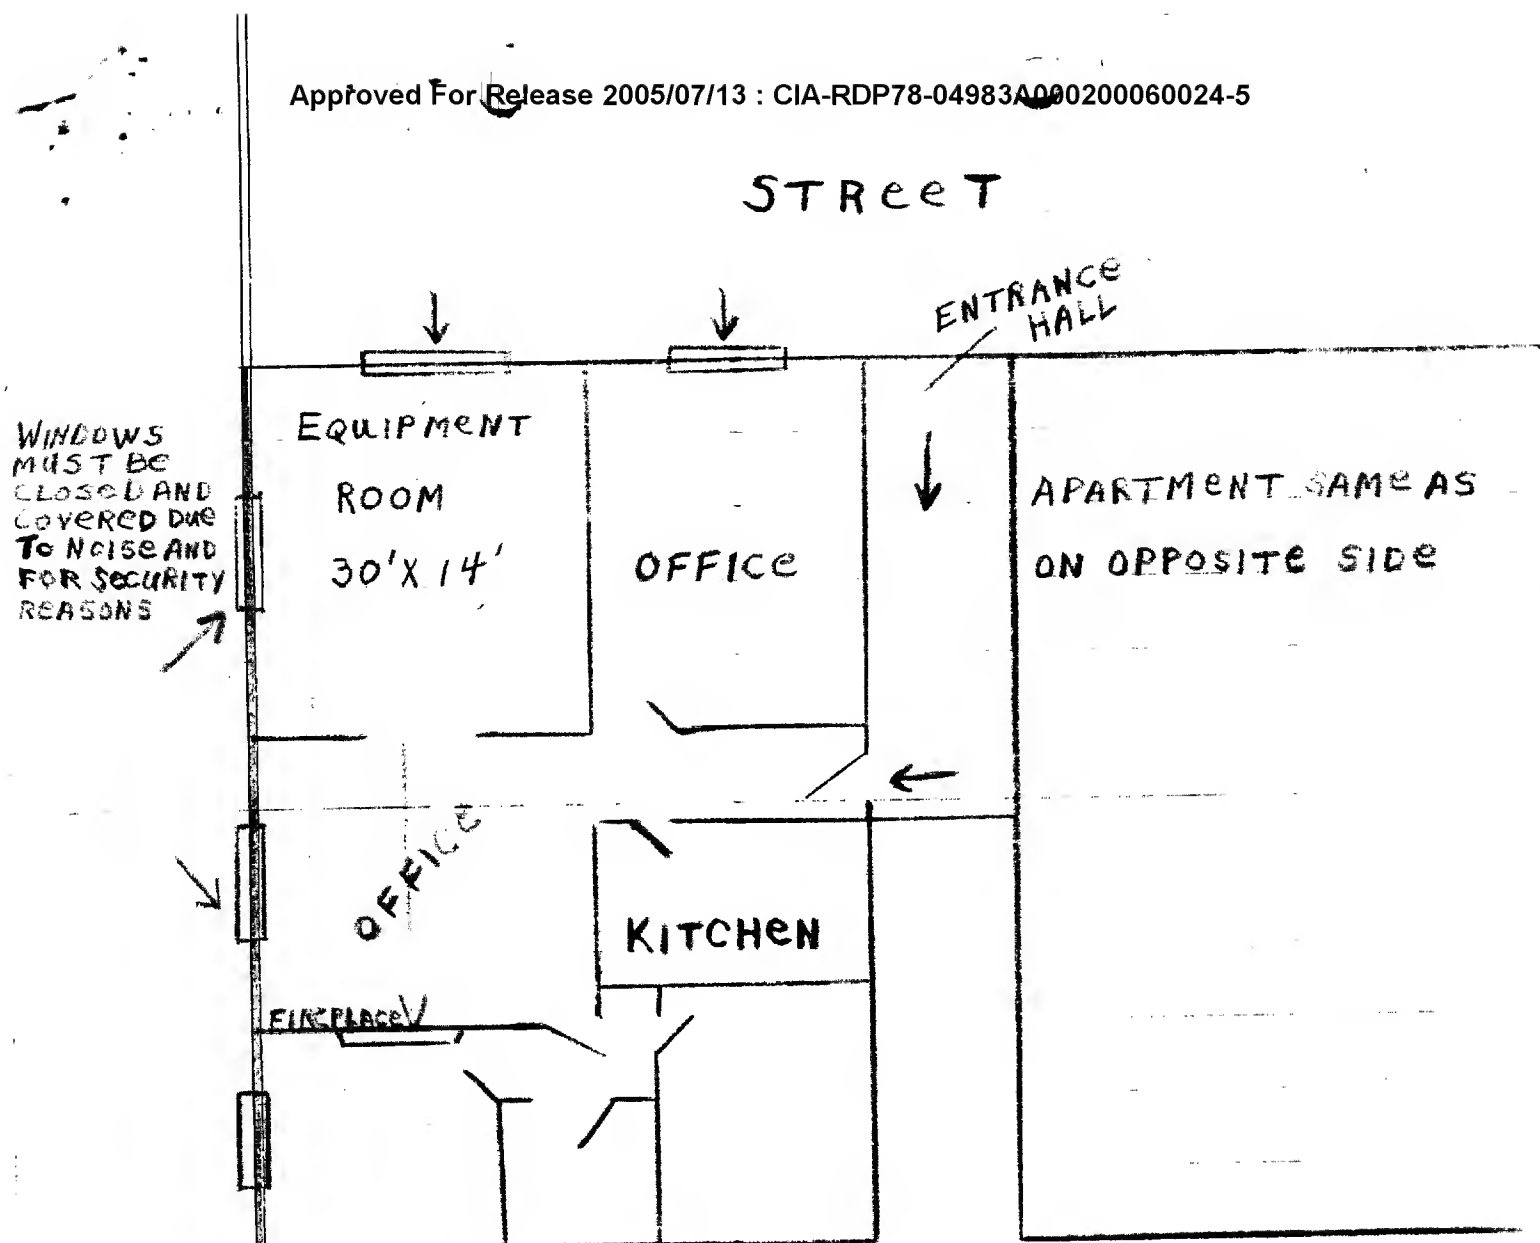 Approved For Release 2005/07/13 : CIA-RDP78-04983A000200060024-5
STReeT
ENTRANCe
HALL
WINDOWS
MUST Be
CLOSeD AND
COVeRED Due
To NOISe AND
FOR SeCURITY
ReASONS
EQUIPMeNT
ROOM
30'X 14'
OFFICe
APARTMeNT SAMe AS
ON OPPOSITe SIDe
OFFICe
KITCHeN
FIRePLACe